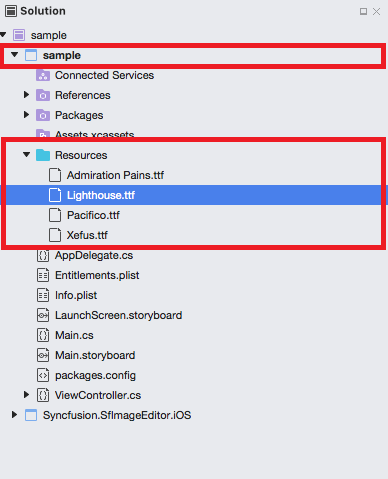 Solution
sample
sample
Connected Services
References
Packages
Assets.xcassets
Resources
Admiration Pains.ttf
Lighthouse.ttf
Pacifico.ttf
Xefus.ttf
AppDelegate.cs
Entitlements.plist
Info.plist
LaunchScreen.storyboard
Main.cs
Main.storyboard
packages.config
ViewController.cs
Syncfusion.SfImageEditor.iOS